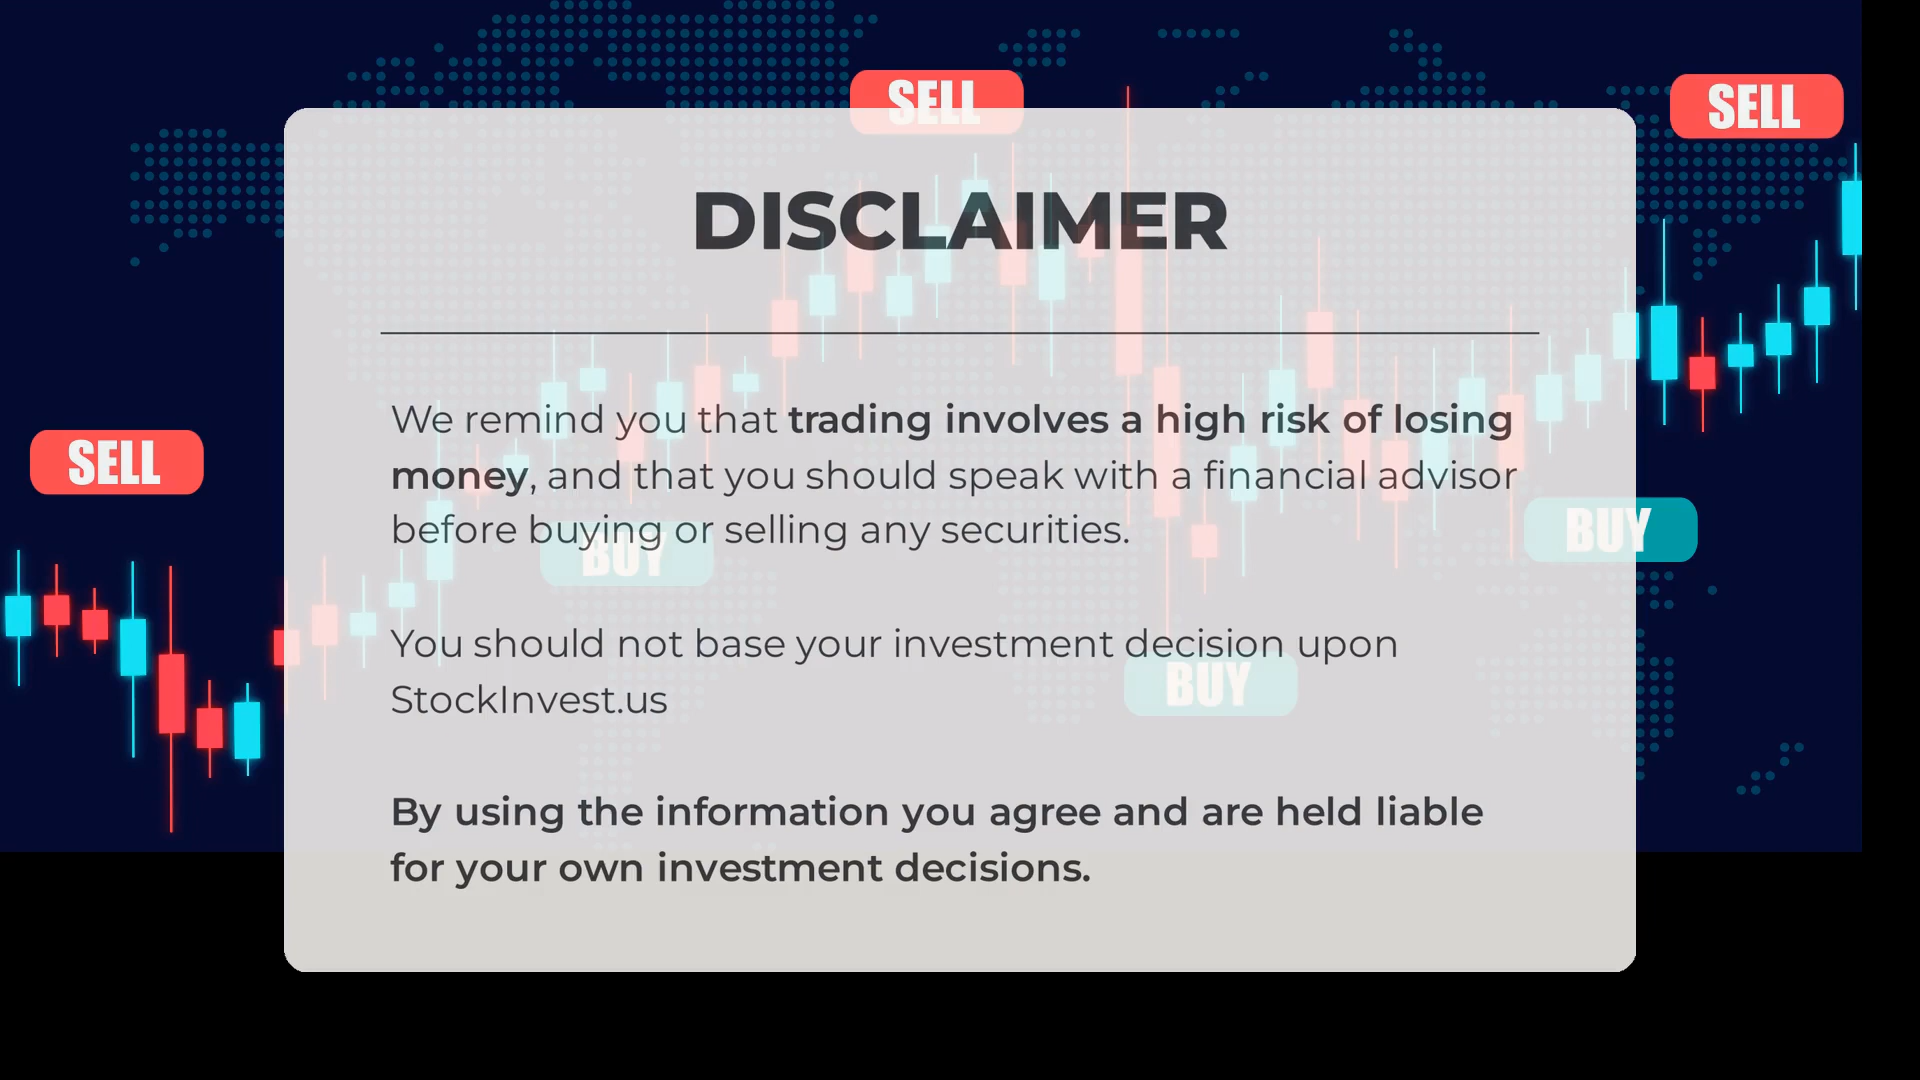 SELL
SELL
DISCLAIMER
We remind you that trading involves a high risk of losing
money, and that you should speak with a financial advisor
before buying or selling any securities.
SELL
BUY
BUY
You should not base your investment decision upon
StockInvest.us
BUY
By using the information you agree and are held liable
for your own investment decisions.